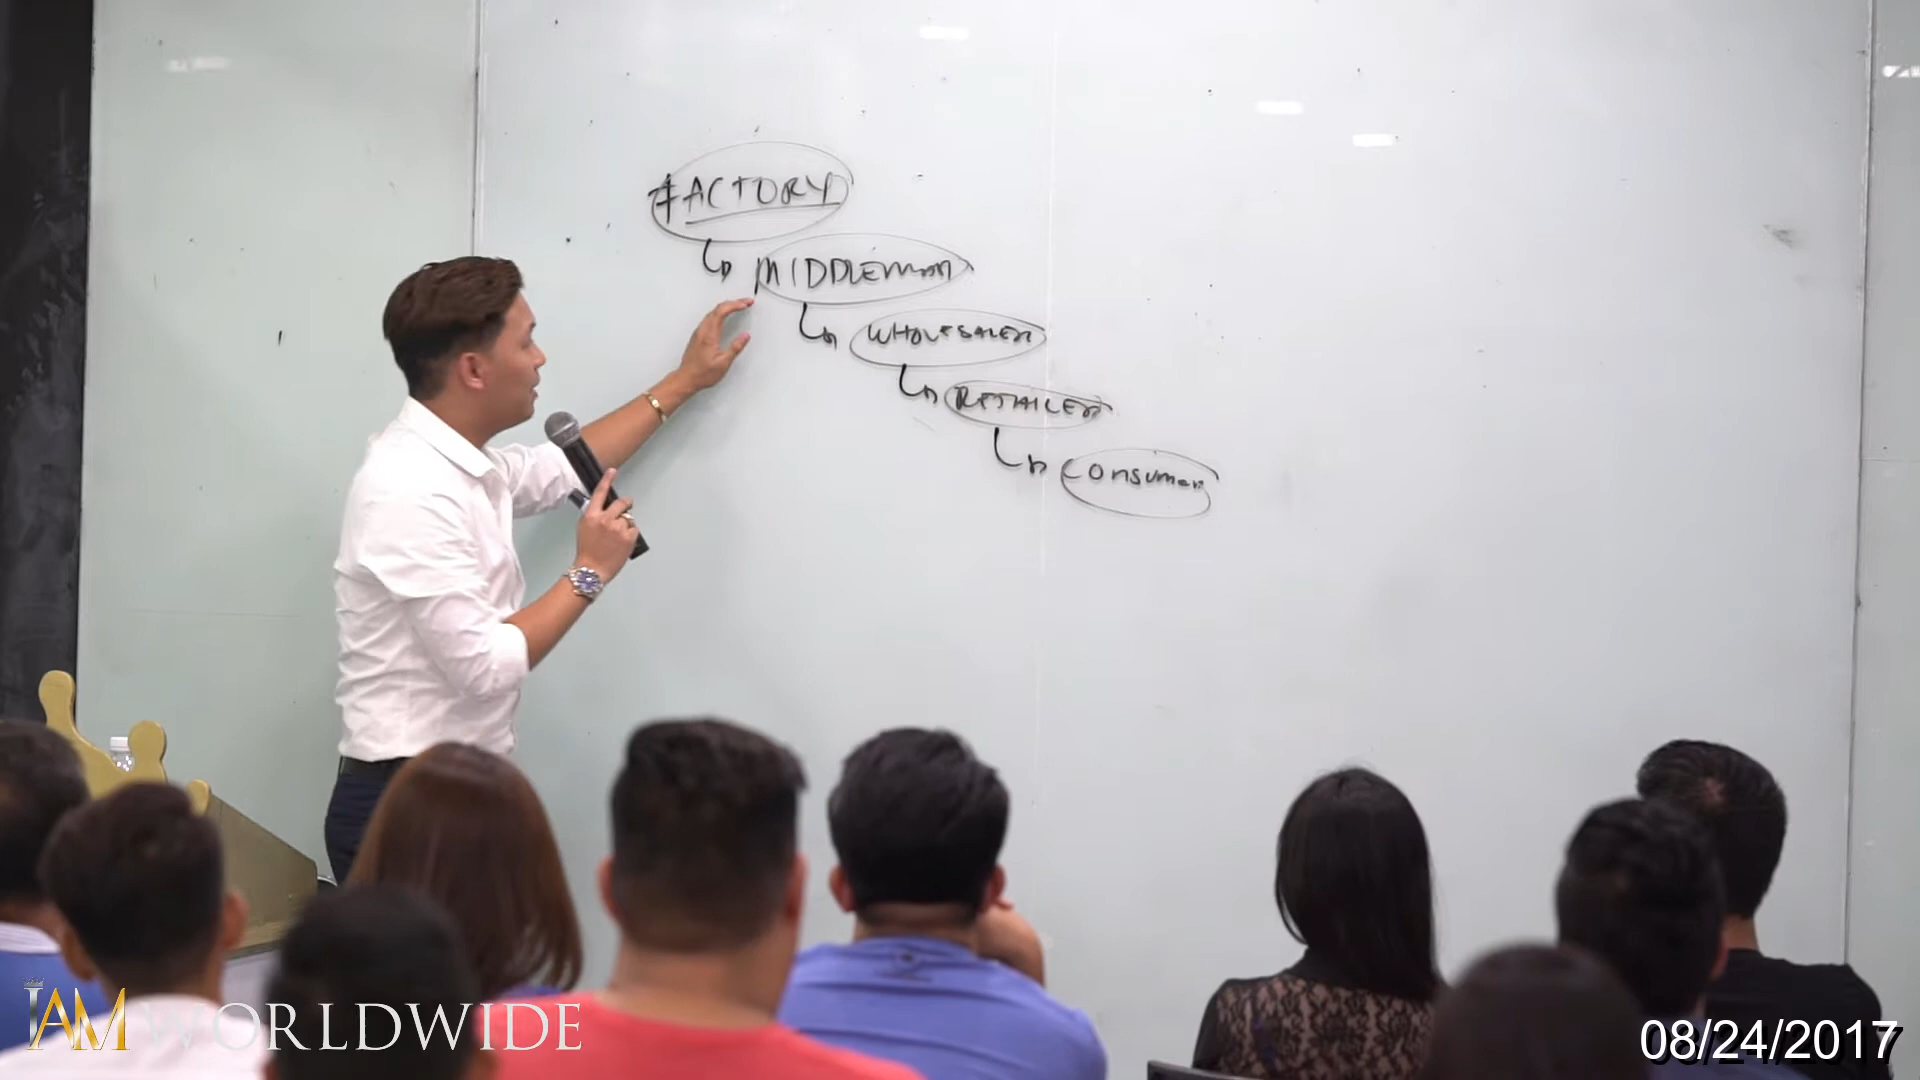 FACTORY
MIDDLEMAN
WHOLESALER
RETAILER
CONSUMER
IAM WORLDWIDE
08/24/2017